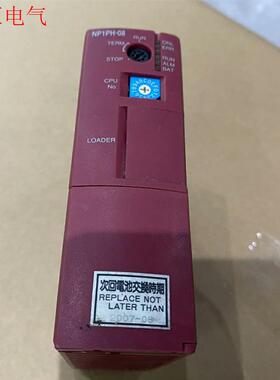 电气
NP1PH-08
RUN
TERM
STOP
ONL
ERR
RUN
ALM
BAT
CPU
No
LOADER
次回電池交換時期
REPLACE NOT
LATER THAN
2007-08